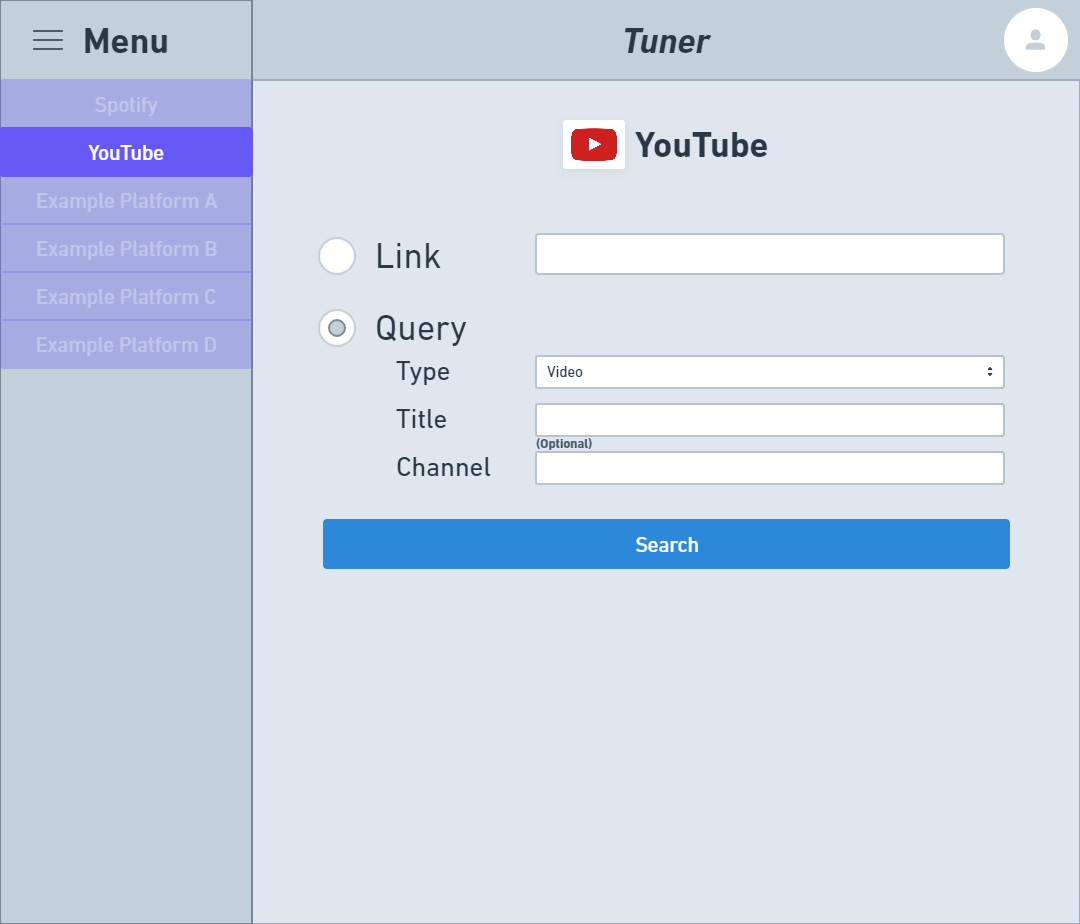 Menu
Tuner
Spotify
YouTube
Example Platform A
Example Platform B
Example Platform C
Example Platform D
YouTube
Link
Query
Type
Video
Title
(Optional)
Channel
Search